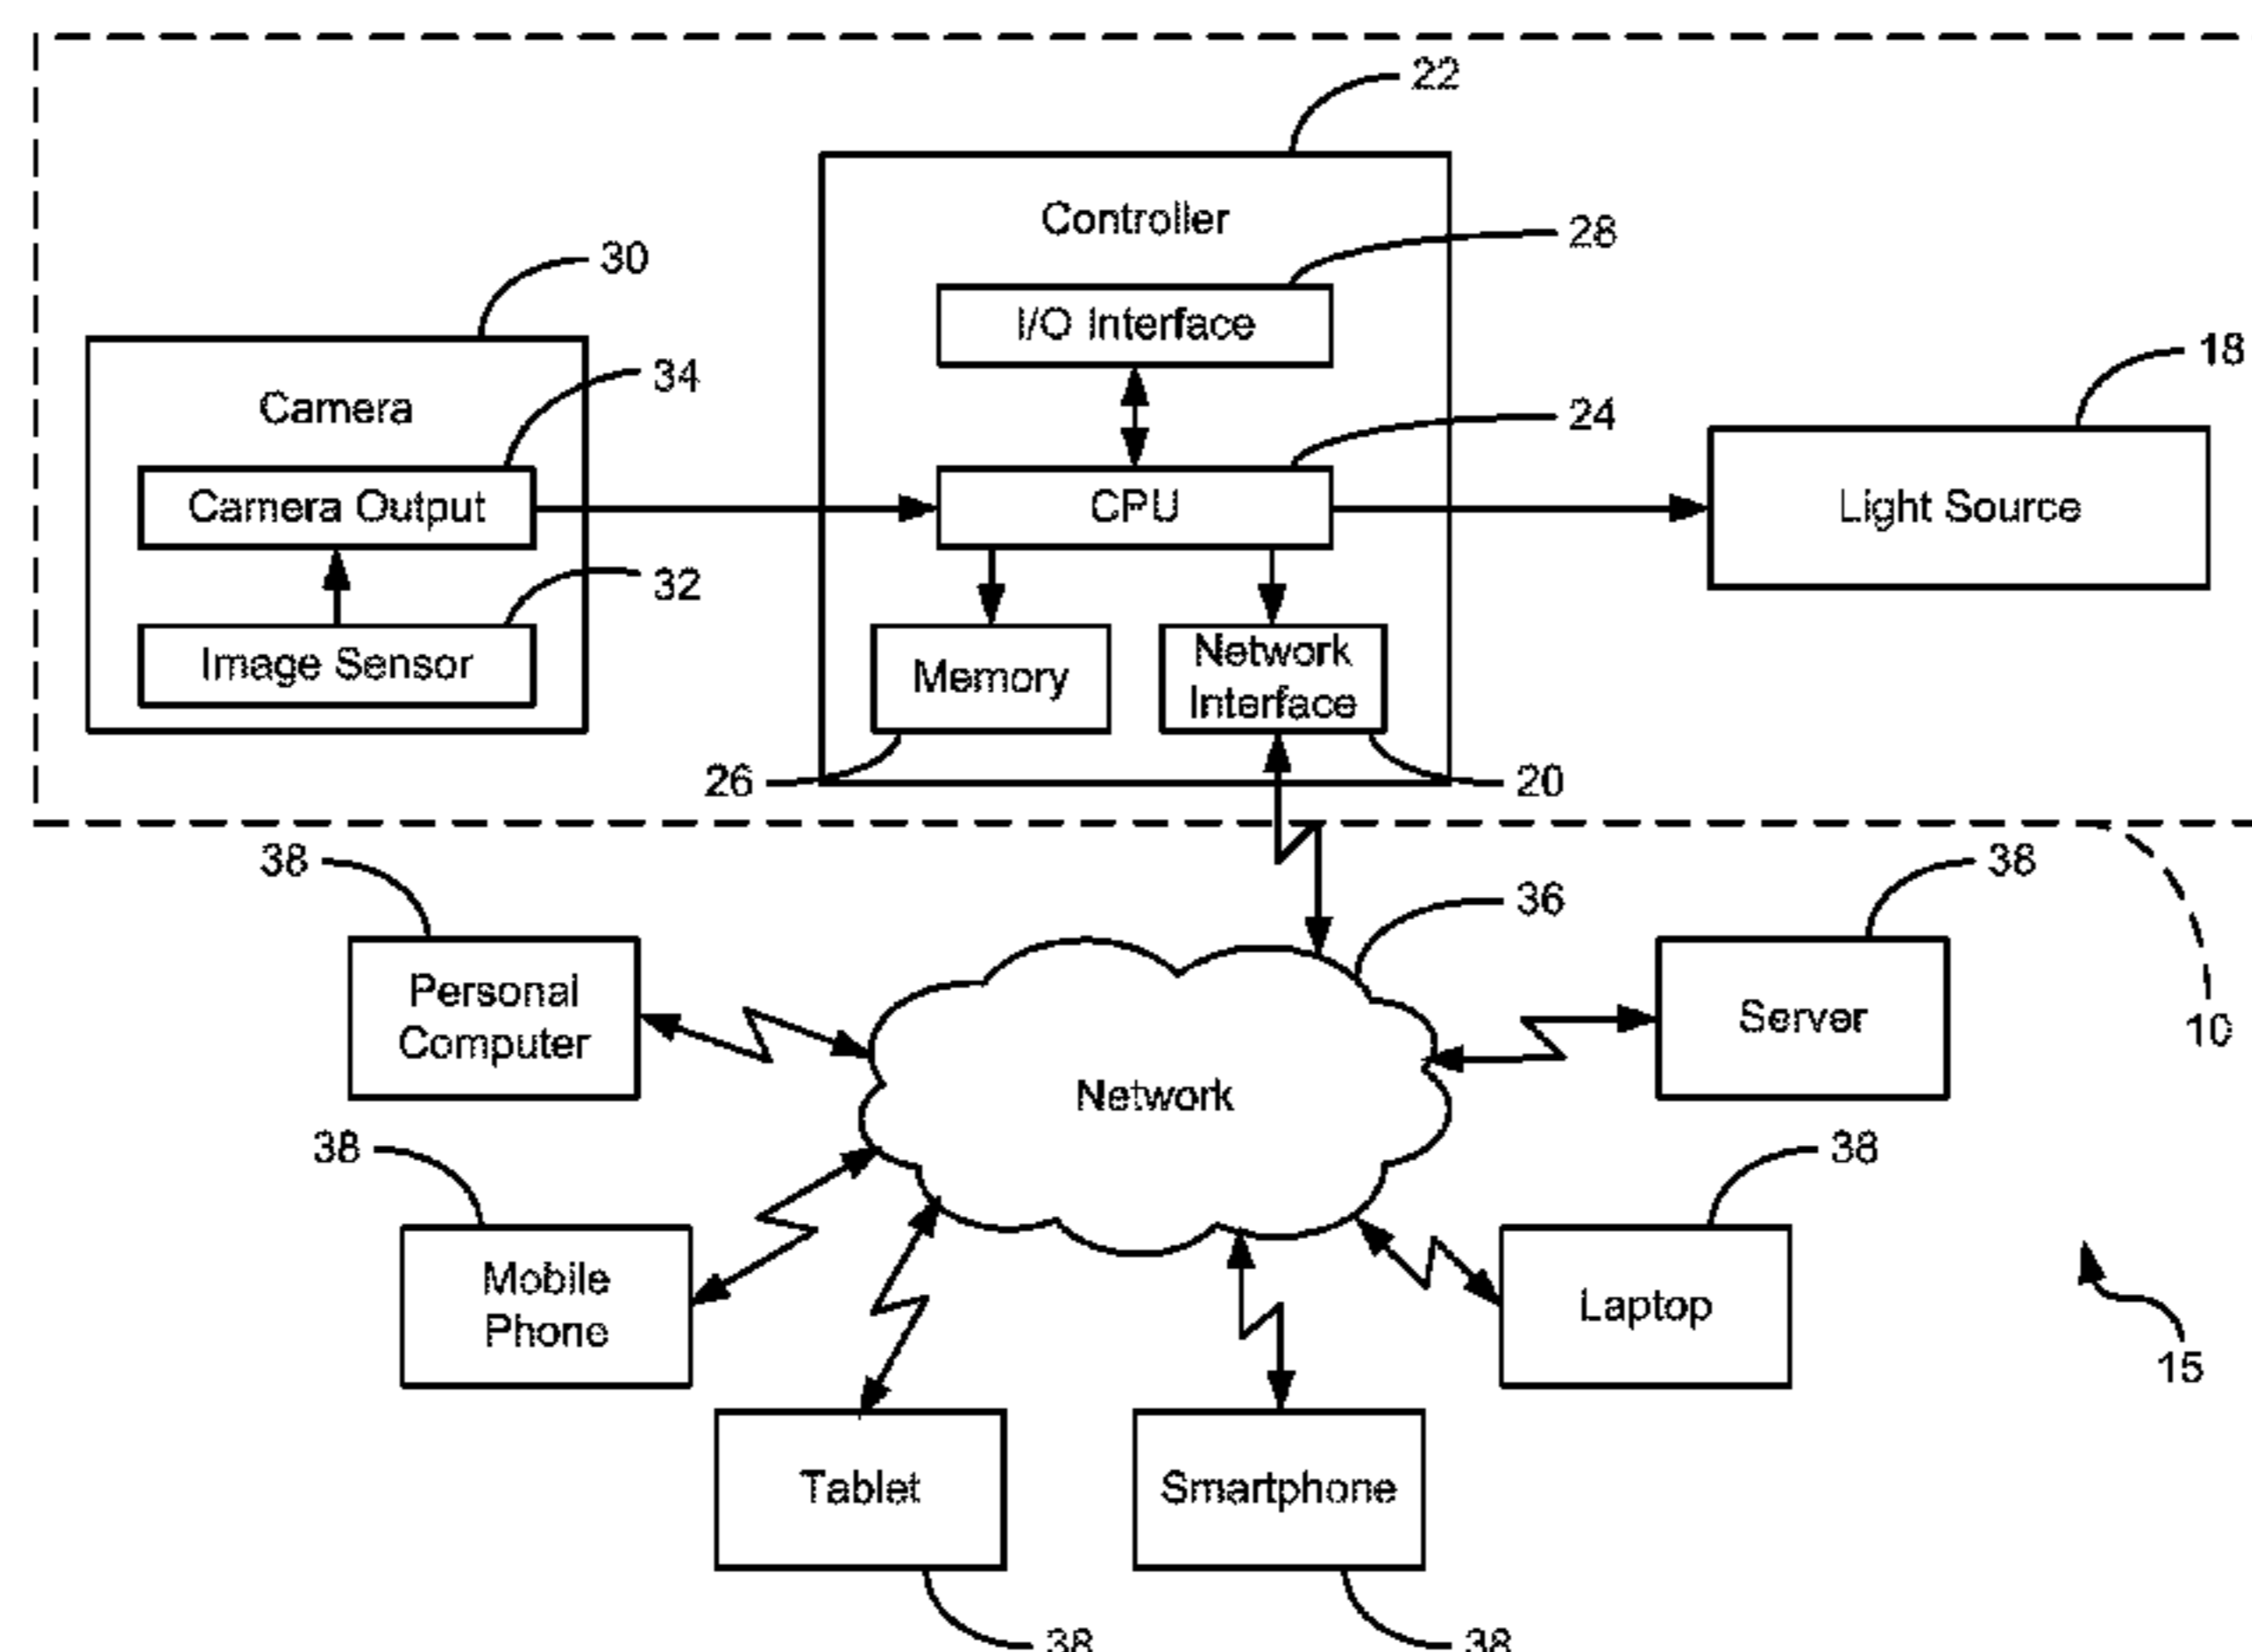 22
Controller
28
30
I/O Interface
18
34
Camera
24
Camera Output
CPU
Light Source
32
Image Sensor
Memory
Network
Interface
26
20
38
38
36
Personal
Computer
Server
10
Network
38
38
Mobile
Phone
Laptop
15
Tablet
Smartphone
38
38